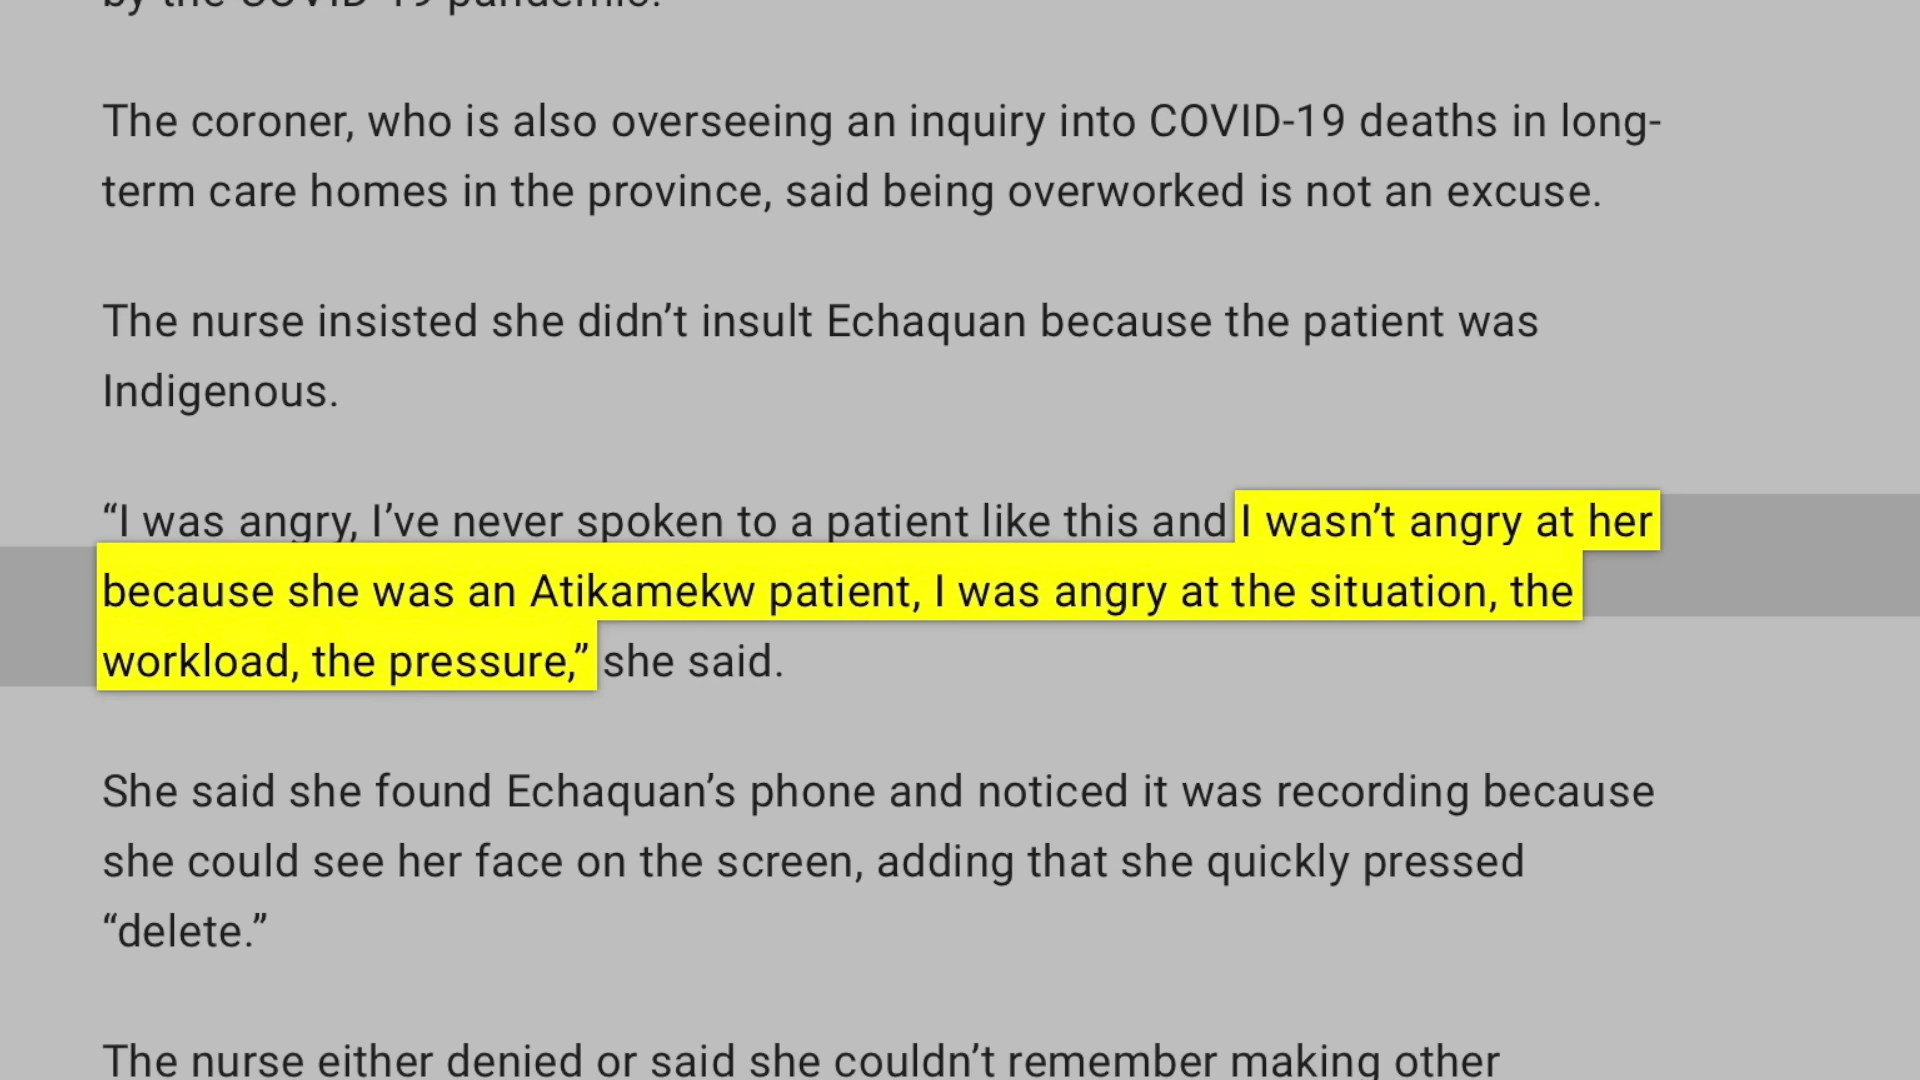 by the COVID-19 pandemic.
The coroner, who is also overseeing an inquiry into COVID-19 deaths in long-
term care homes in the province, said being overworked is not an excuse.
The nurse insisted she didn’t insult Echaquan because the patient was
Indigenous.
“I was angry, I’ve never spoken to a patient like this and I wasn’t angry at her
because she was an Atikamekw patient, I was angry at the situation, the
workload, the pressure,” she said.
She said she found Echaquan’s phone and noticed it was recording because
she could see her face on the screen, adding that she quickly pressed
“delete.”
The nurse either denied or said she couldn’t remember making other